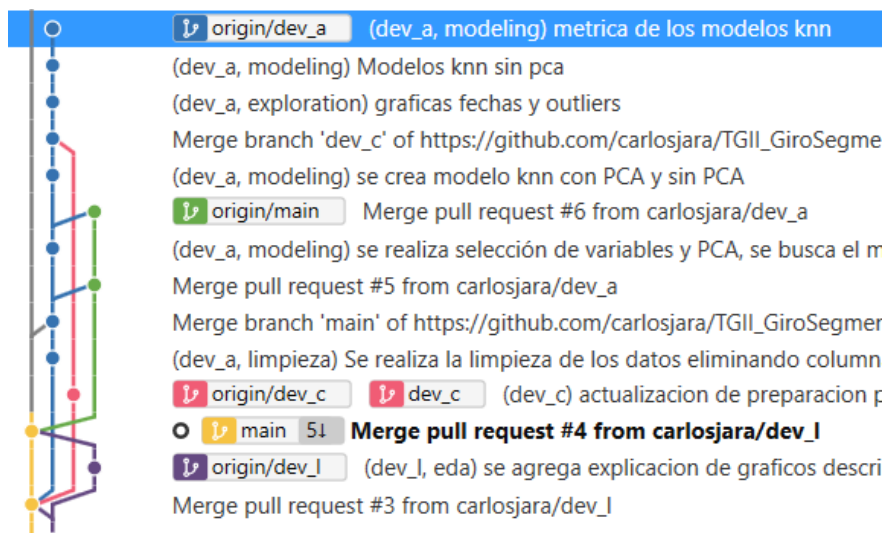 origin/dev_a (dev_a, modeling) metrica de los modelos knn
(dev_a, modeling) Modelos knn sin pca
(dev_a, exploration) graficas fechas y outliers
Merge branch 'dev_c' of https://github.com/carlosjara/TGII_GiroSegme
(dev_a, modeling) se crea modelo knn con PCA y sin PCA
origin/main Merge pull request #6 from carlosjara/dev_a
(dev_a, modeling) se realiza selección de variables y PCA, se busca el m
Merge pull request #5 from carlosjara/dev_a
Merge branch 'main' of https://github.com/carlosjara/TGII_GiroSegmer
(dev_a, limpieza) Se realiza la limpieza de los datos eliminando column
origin/dev_c dev_c (dev_c) actualizacion de preparacion p
main 5↓ Merge pull request #4 from carlosjara/dev_l
origin/dev_l (dev_l, eda) se agrega explicacion de graficos descri
Merge pull request #3 from carlosjara/dev_l